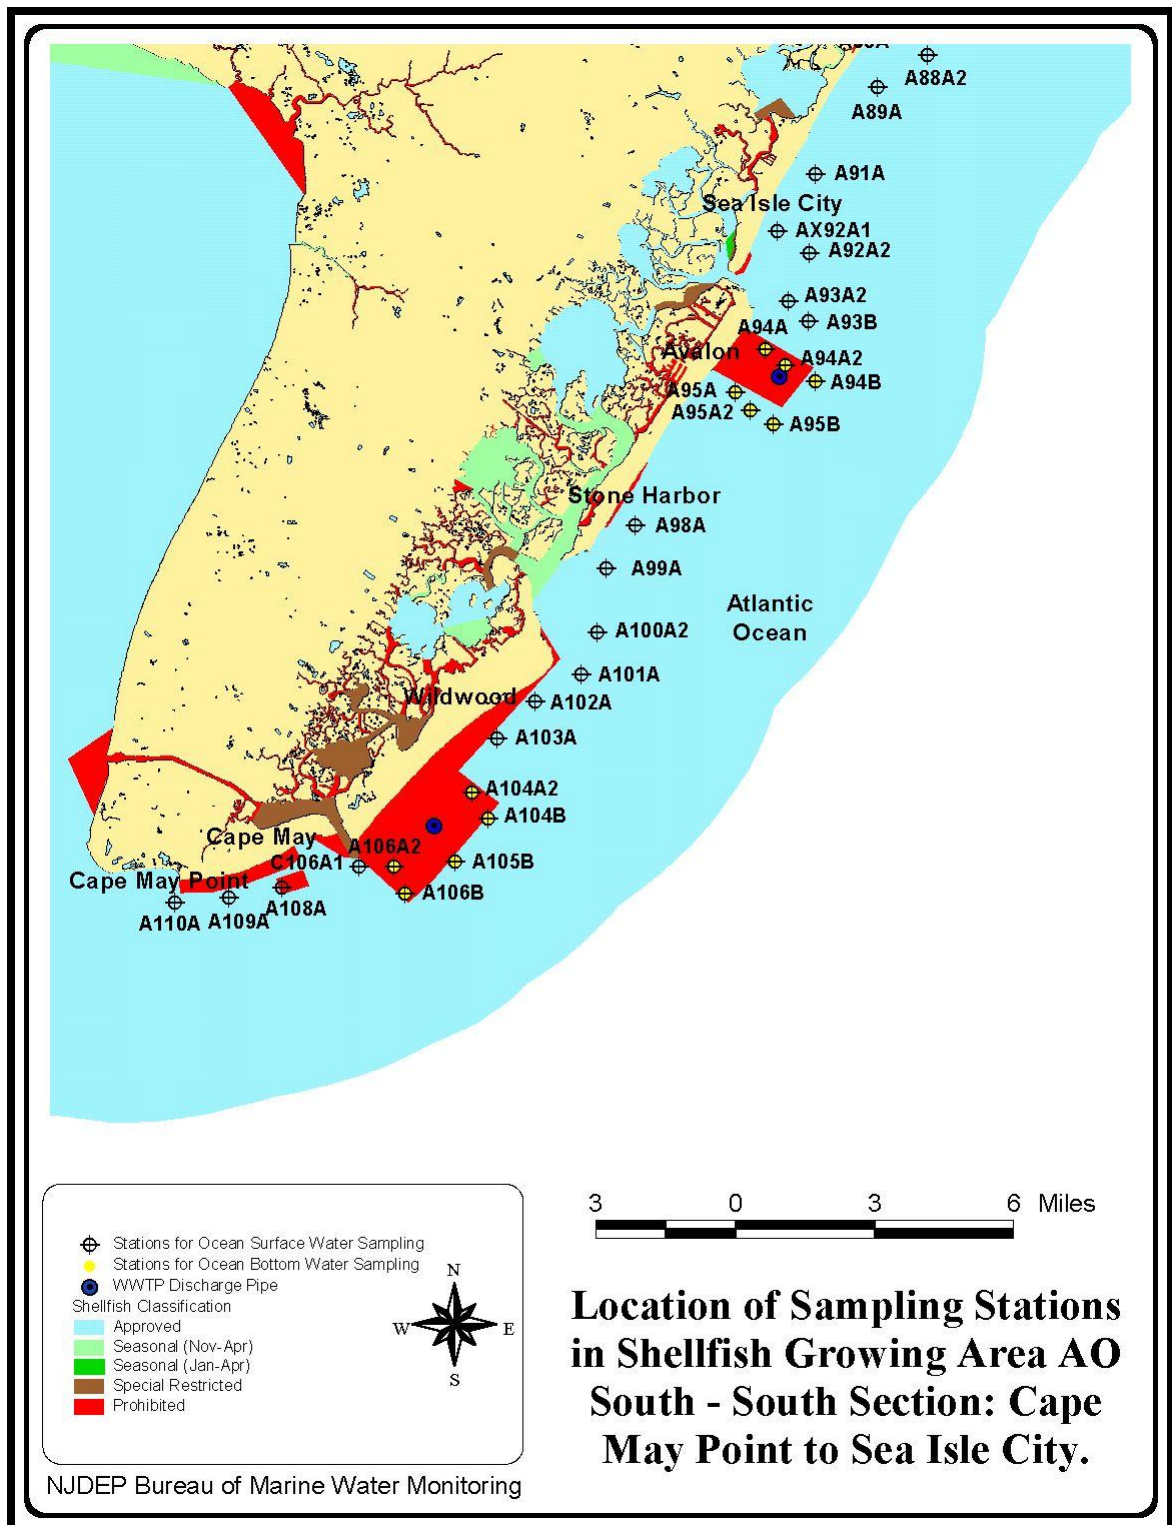 A88A2
A89A
A91A
Sea Isle City
AX92A1
A92A2
A93A2
A93B
A94A
Avalon
A94A2
A94B
A95A
A95A2
A95B
Stone Harbor
A98A
A99A
Atlantic
Ocean
A100A2
A101A
Wildwood
A102A
A103A
A104A2
A104B
Cape May
A106A2
C106A1
A105B
Cape May Point
A106B
A108A
A109A
A110A
3 0 3 6 Miles
Stations for Ocean Surface Water Sampling
Stations for Ocean Bottom Water Sampling
WWTP Discharge Pipe
Shellfish Classification
Approved
Seasonal (Nov-Apr)
Seasonal (Jan-Apr)
Special Restricted
Prohibited
N
W E
S
Location of Sampling Stations
in Shellfish Growing Area AO
South - South Section: Cape
May Point to Sea Isle City.
NJDEP Bureau of Marine Water Monitoring